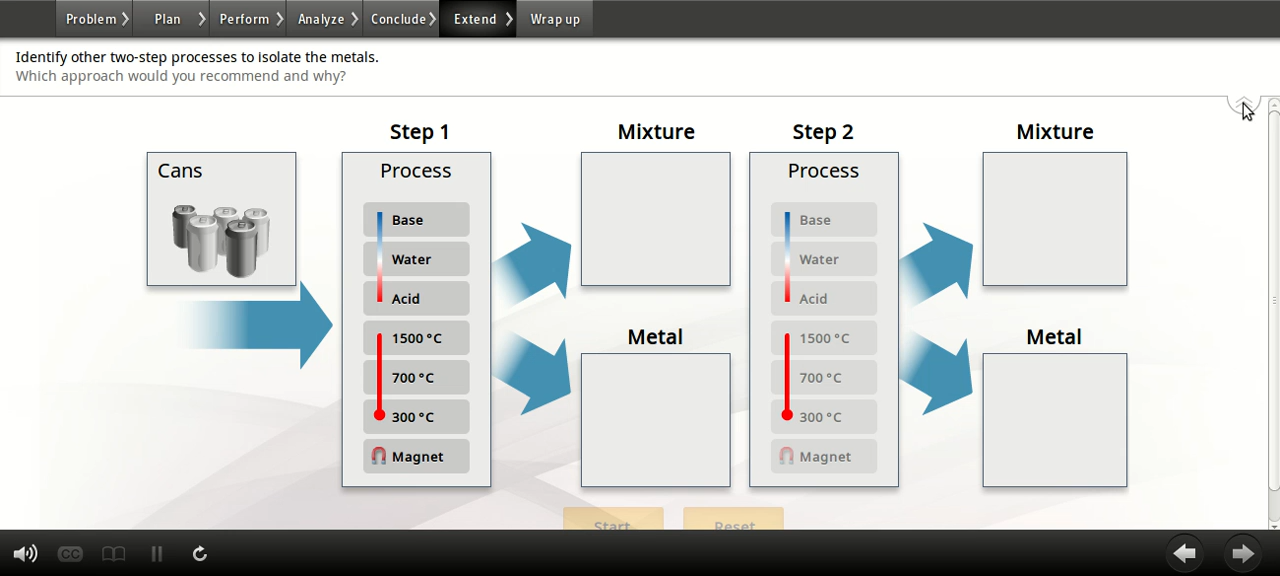 Problem Plan Perform Analyze Conclude Extend Wrap up
Identify other two-step processes to isolate the metals.
Which approach would you recommend and why?
Step 1 Mixture Step 2 Mixture
Cans
Process
Base
Water
Acid
1500 °C
700 °C
300 °C
Magnet
Metal
Process
Base
Water
Acid
1500 °C
700 °C
300 °C
Magnet
Metal
Start Reset
CC